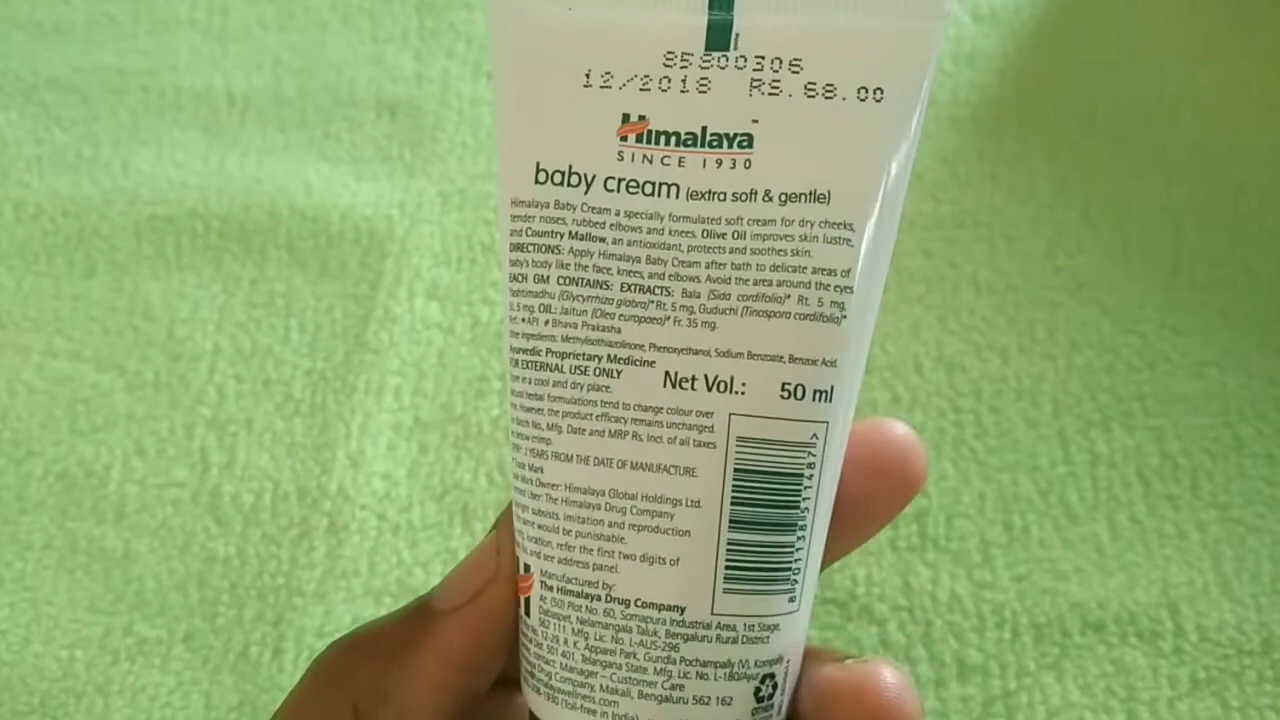 85800306
12/2018 RS.68.00
Himalaya™
SINCE 1930
baby cream (extra soft & gentle)
Himalaya Baby Cream a specially formulated soft cream for dry cheeks,
tender noses, rubbed elbows and knees. Olive Oil improves skin lustre,
and Country Mallow, an antioxidant, protects and soothes skin.
DIRECTIONS: Apply Himalaya Baby Cream after bath to delicate areas of
baby's body like the face, knees, and elbows. Avoid the area around the eyes
EACH GM CONTAINS: EXTRACTS: Bala (Sida cordifolia)# Rt. 5 mg,
Yashtimadhu (Glycyrrhiza glabra)* Rt. 5 mg, Guduchi (Tinospora cordifolia)*
5 mg. OIL: Jaitun (Olea europaea)# Fr. 35 mg.
Ref: *API # Bhava Prakasha
ingredients: Methylisothiazolinone, Phenoxyethanol, Sodium Benzoate, Benzoic Acid.
Ayurvedic Proprietary Medicine
FOR EXTERNAL USE ONLY
Net Vol.: 50 ml
in a cool and dry place.
herbal formulations tend to change colour over
However, the product efficacy remains unchanged.
Batch No., Mfg. Date and MRP Rs. Incl. of all taxes
below crimp.
2 YEARS FROM THE DATE OF MANUFACTURE.
Trade Mark
Mark Owner: Himalaya Global Holdings Ltd.
User: The Himalaya Drug Company
subsists. Imitation and reproduction
same would be punishable.
location, refer the first two digits of
and see address panel.
8901138511487
Manufactured by:
The Himalaya Drug Company
At: (50) Plot No. 60, Somapura Industrial Area, 1st Stage,
Dabaspet, Nelamangala Taluk, Bengaluru Rural District
562 111. Mfg. Lic. No. L-AUS-296
12-29, R. K. Apparel Park, Gundla Pochampally (V), Kompally
501 401, Telangana State. Mfg. Lic. No. L-180/Ayur
contact: Manager – Customer Care
Drug Company, Makali, Bengaluru 562 162
himalayawellness.com
1930 (Toll-free in India)
OTHER